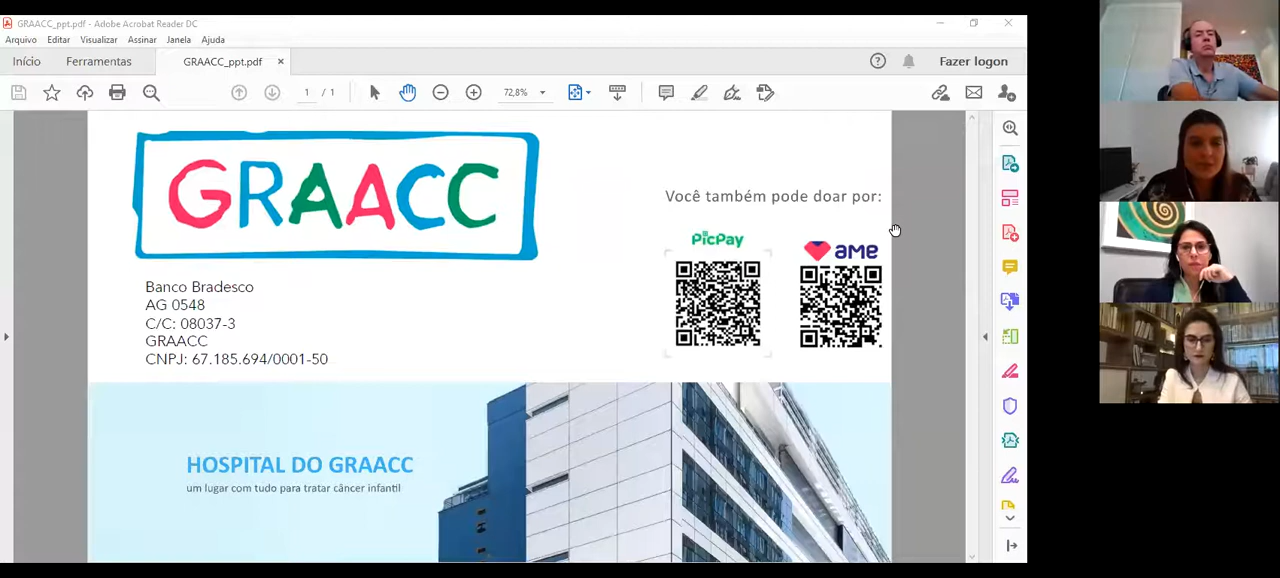 GRAACC_ppt.pdf - Adobe Acrobat Reader DC
Arquivo Editar Visualizar Assinar Janela Ajuda
Início Ferramentas GRAACC_ppt.pdf × Fazer logon
1 / 1 72,8%
GRAACC
Você também pode doar por:
PicPay
ame
Banco Bradesco
AG 0548
C/C: 08037-3
GRAACC
CNPJ: 67.185.694/0001-50
HOSPITAL DO GRAACC
um lugar com tudo para tratar câncer infantil